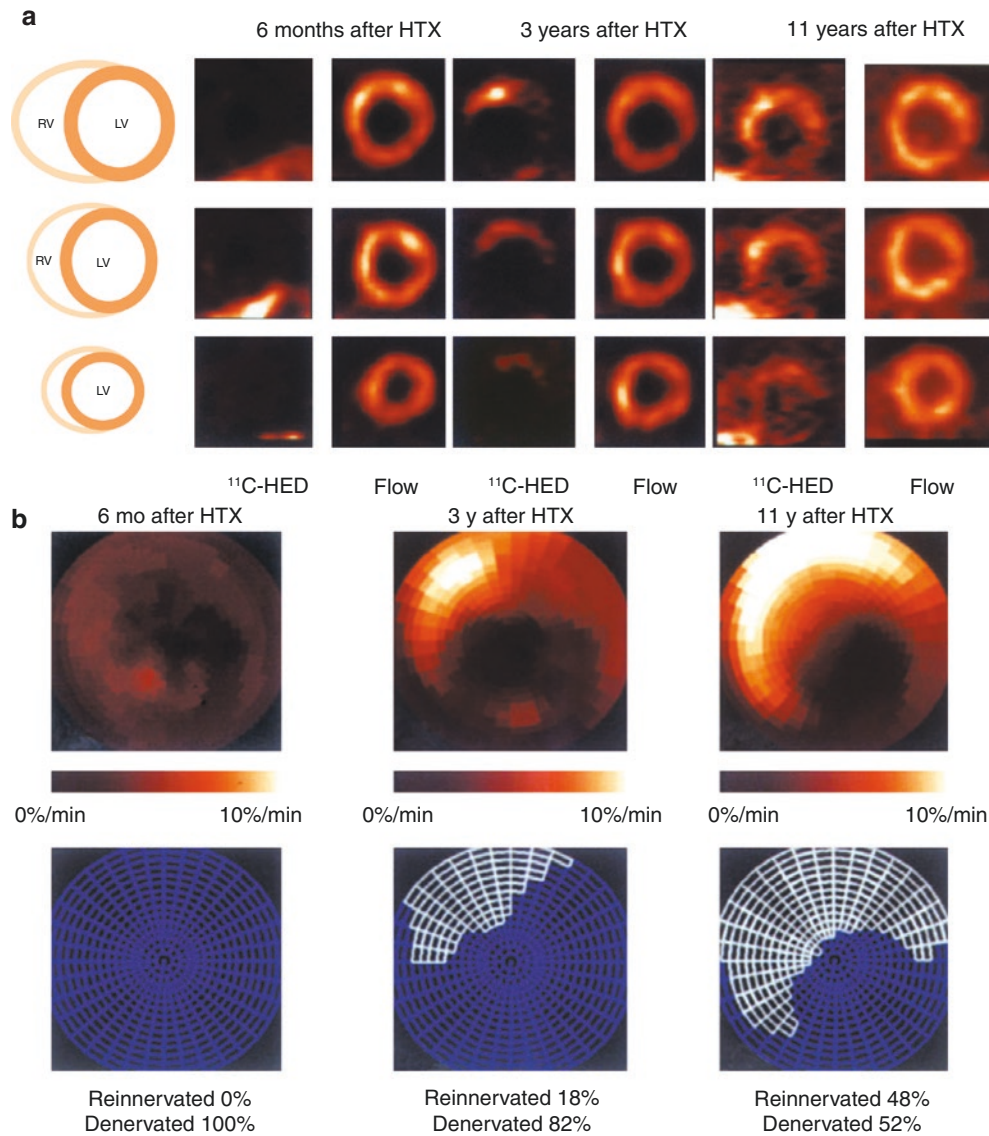 a
6 months after HTX 3 years after HTX 11 years after HTX
RV LV
RV LV
LV
¹¹C-HED Flow ¹¹C-HED Flow ¹¹C-HED Flow
b
6 mo after HTX 3 y after HTX 11 y after HTX
0%/min 10%/min 0%/min 10%/min 0%/min 10%/min
Reinnervated 0% Reinnervated 18% Reinnervated 48%
Denervated 100% Denervated 82% Denervated 52%